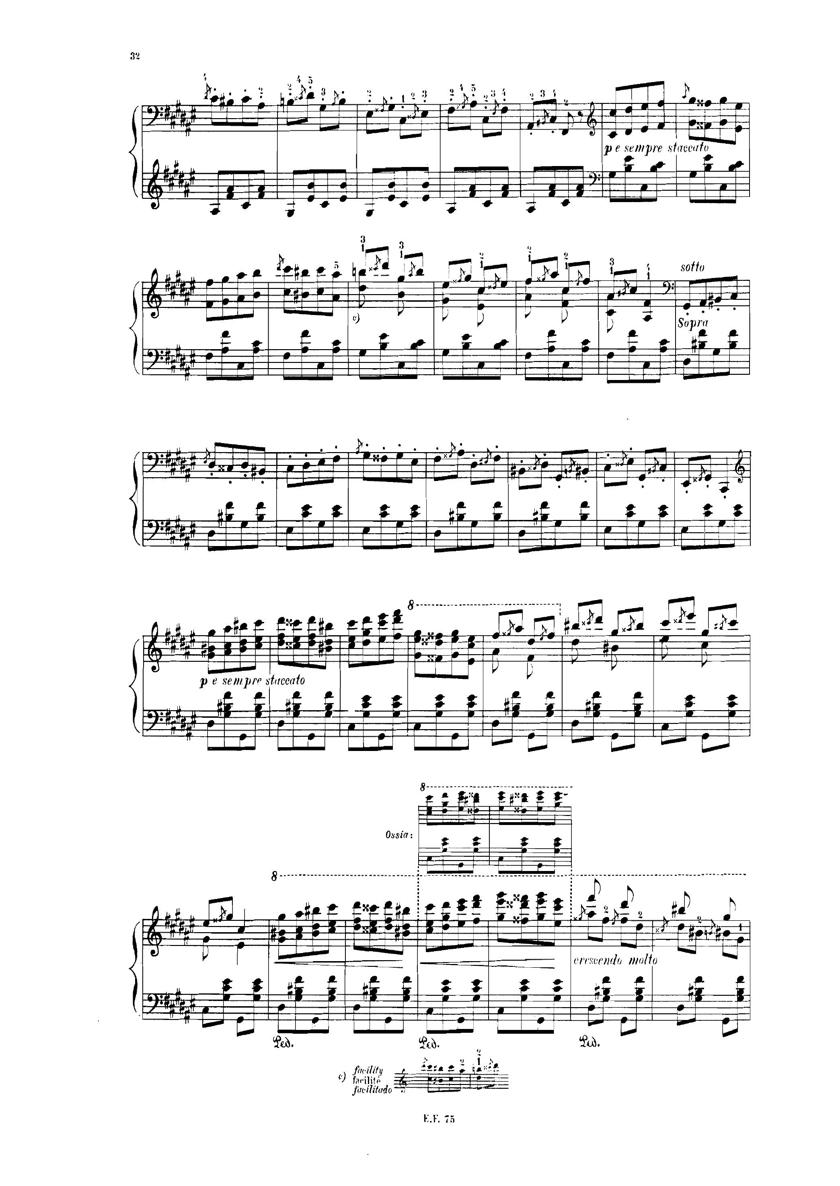 32
p e sempre staccato
sotto
Sopra
c)
p e sempre staccato
8
8
Ossia:
8
crescendo molto
Ped.
Ped.
Ped.
c) facility
facilité
facilitado
E.F. 75